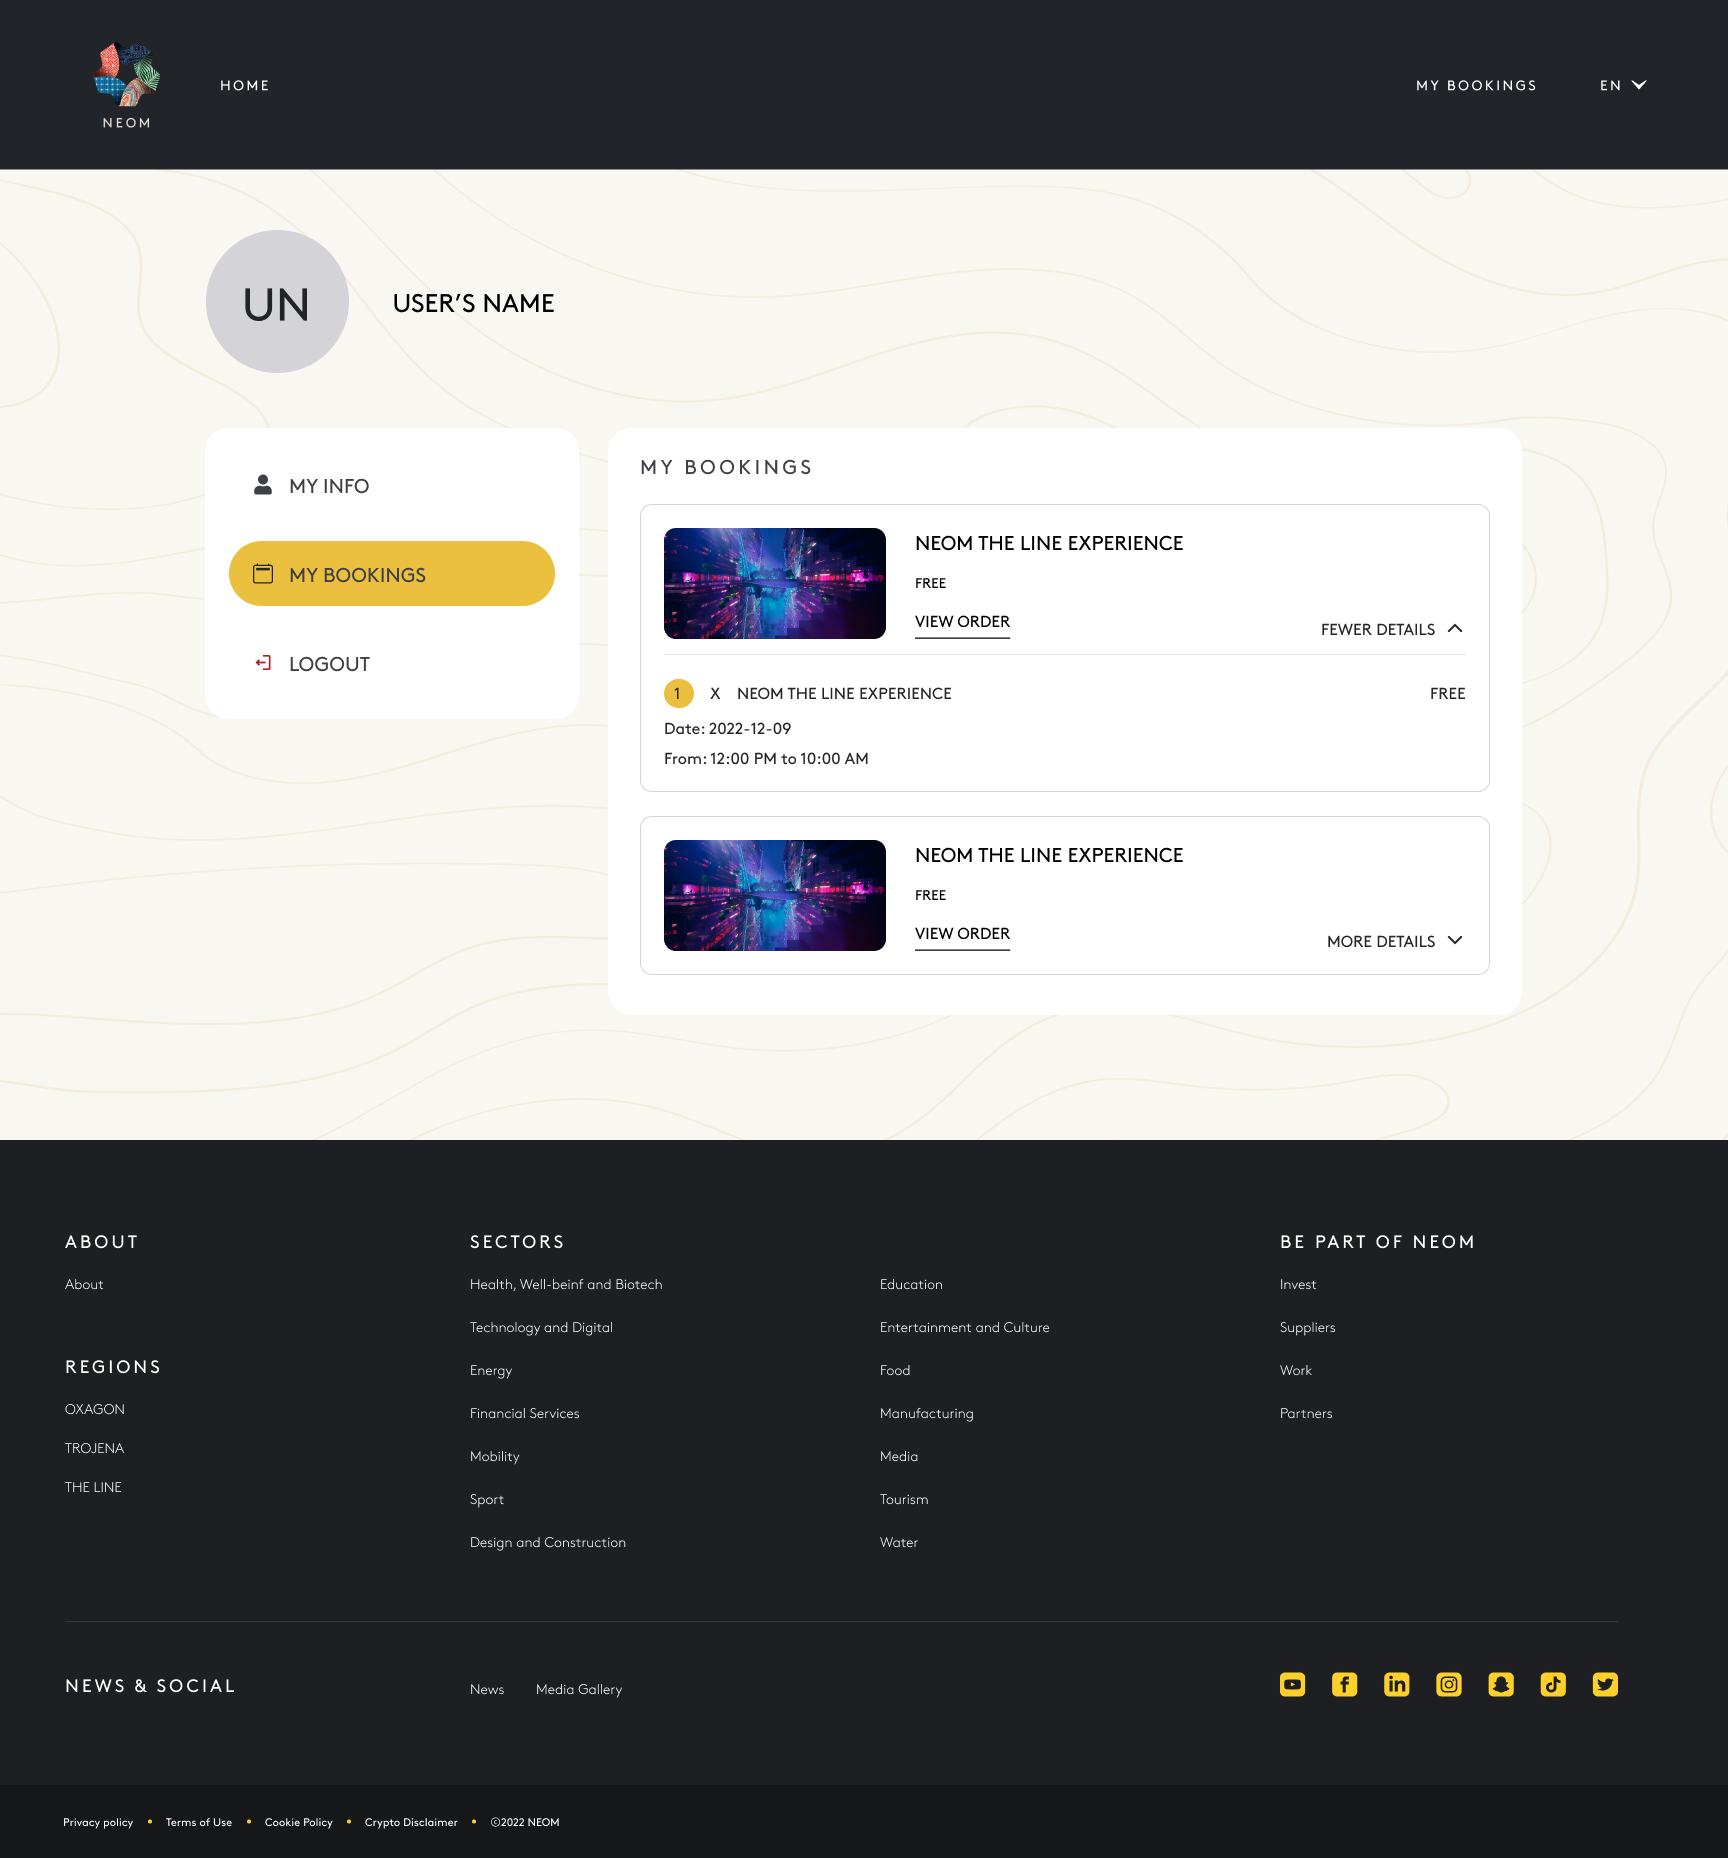 HOME
MY BOOKINGS
EN
NEOM
UN
USER’S NAME
MY INFO
MY BOOKINGS
LOGOUT
MY BOOKINGS
NEOM THE LINE EXPERIENCE
FREE
VIEW ORDER
FEWER DETAILS
1 X NEOM THE LINE EXPERIENCE FREE
Date: 2022-12-09
From: 12:00 PM to 10:00 AM
NEOM THE LINE EXPERIENCE
FREE
VIEW ORDER
MORE DETAILS
ABOUT
About
REGIONS
OXAGON
TROJENA
THE LINE
SECTORS
Health, Well-beinf and Biotech
Technology and Digital
Energy
Financial Services
Mobility
Sport
Design and Construction
Education
Entertainment and Culture
Food
Manufacturing
Media
Tourism
Water
BE PART OF NEOM
Invest
Suppliers
Work
Partners
NEWS & SOCIAL
News Media Gallery
Privacy policy • Terms of Use • Cookie Policy • Crypto Disclaimer • ©2022 NEOM